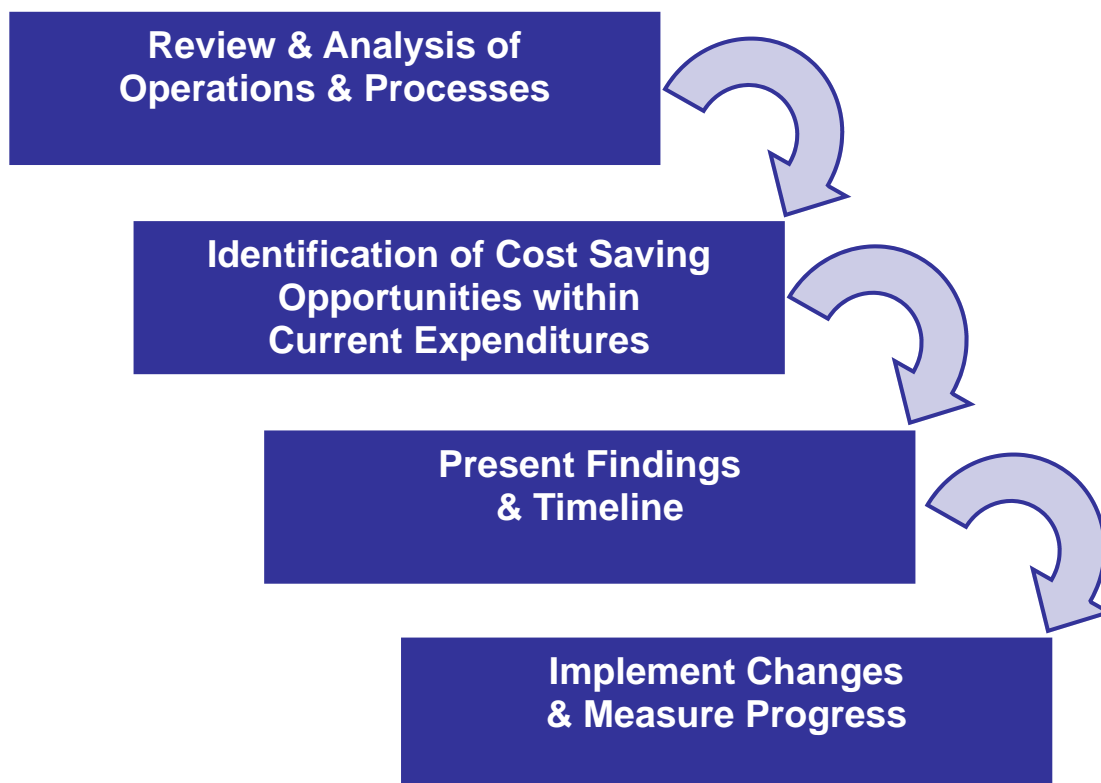 Review & Analysis of
Operations & Processes
Identification of Cost Saving
Opportunities within
Current Expenditures
Present Findings
& Timeline
Implement Changes
& Measure Progress